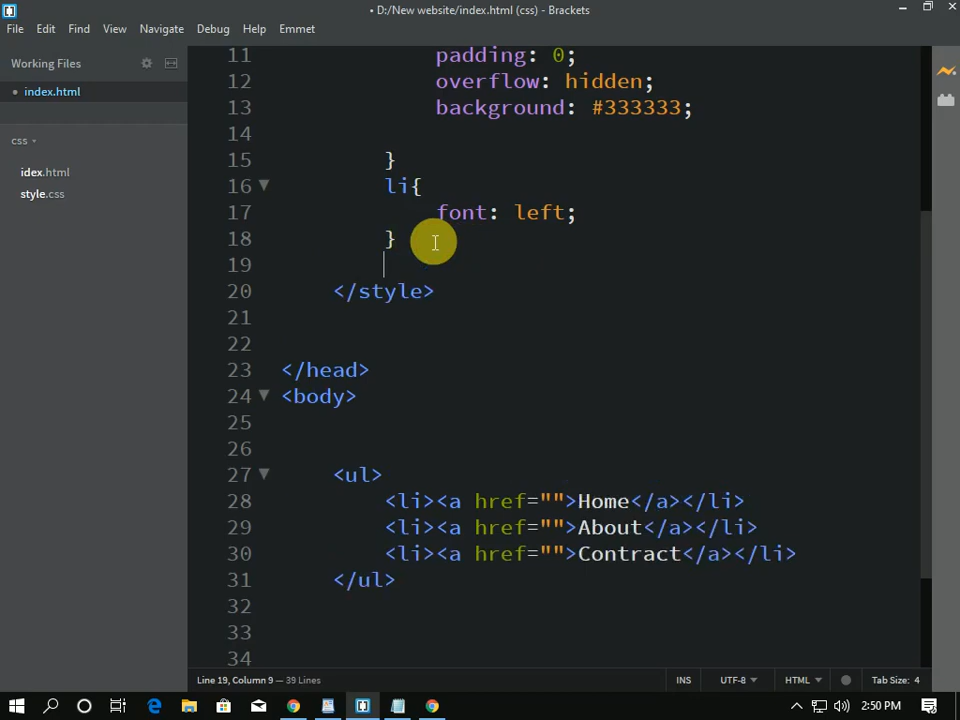 • D:/New website/index.html (css) - Brackets
File Edit Find View Navigate Debug Help Emmet
Working Files
index.html
css
idex.html
style.css
11 padding: 0;
12 overflow: hidden;
13 background: #333333;
14
15 }
16 li{
17 font: left;
18 }
19
20 </style>
21
22
23 </head>
24 <body>
25
26
27 <ul>
28 <li><a href="">Home</a></li>
29 <li><a href="">About</a></li>
30 <li><a href="">Contract</a></li>
31 </ul>
32
33
34
Line 19, Column 9 — 39 Lines INS UTF-8 HTML Tab Size: 4
2:50 PM